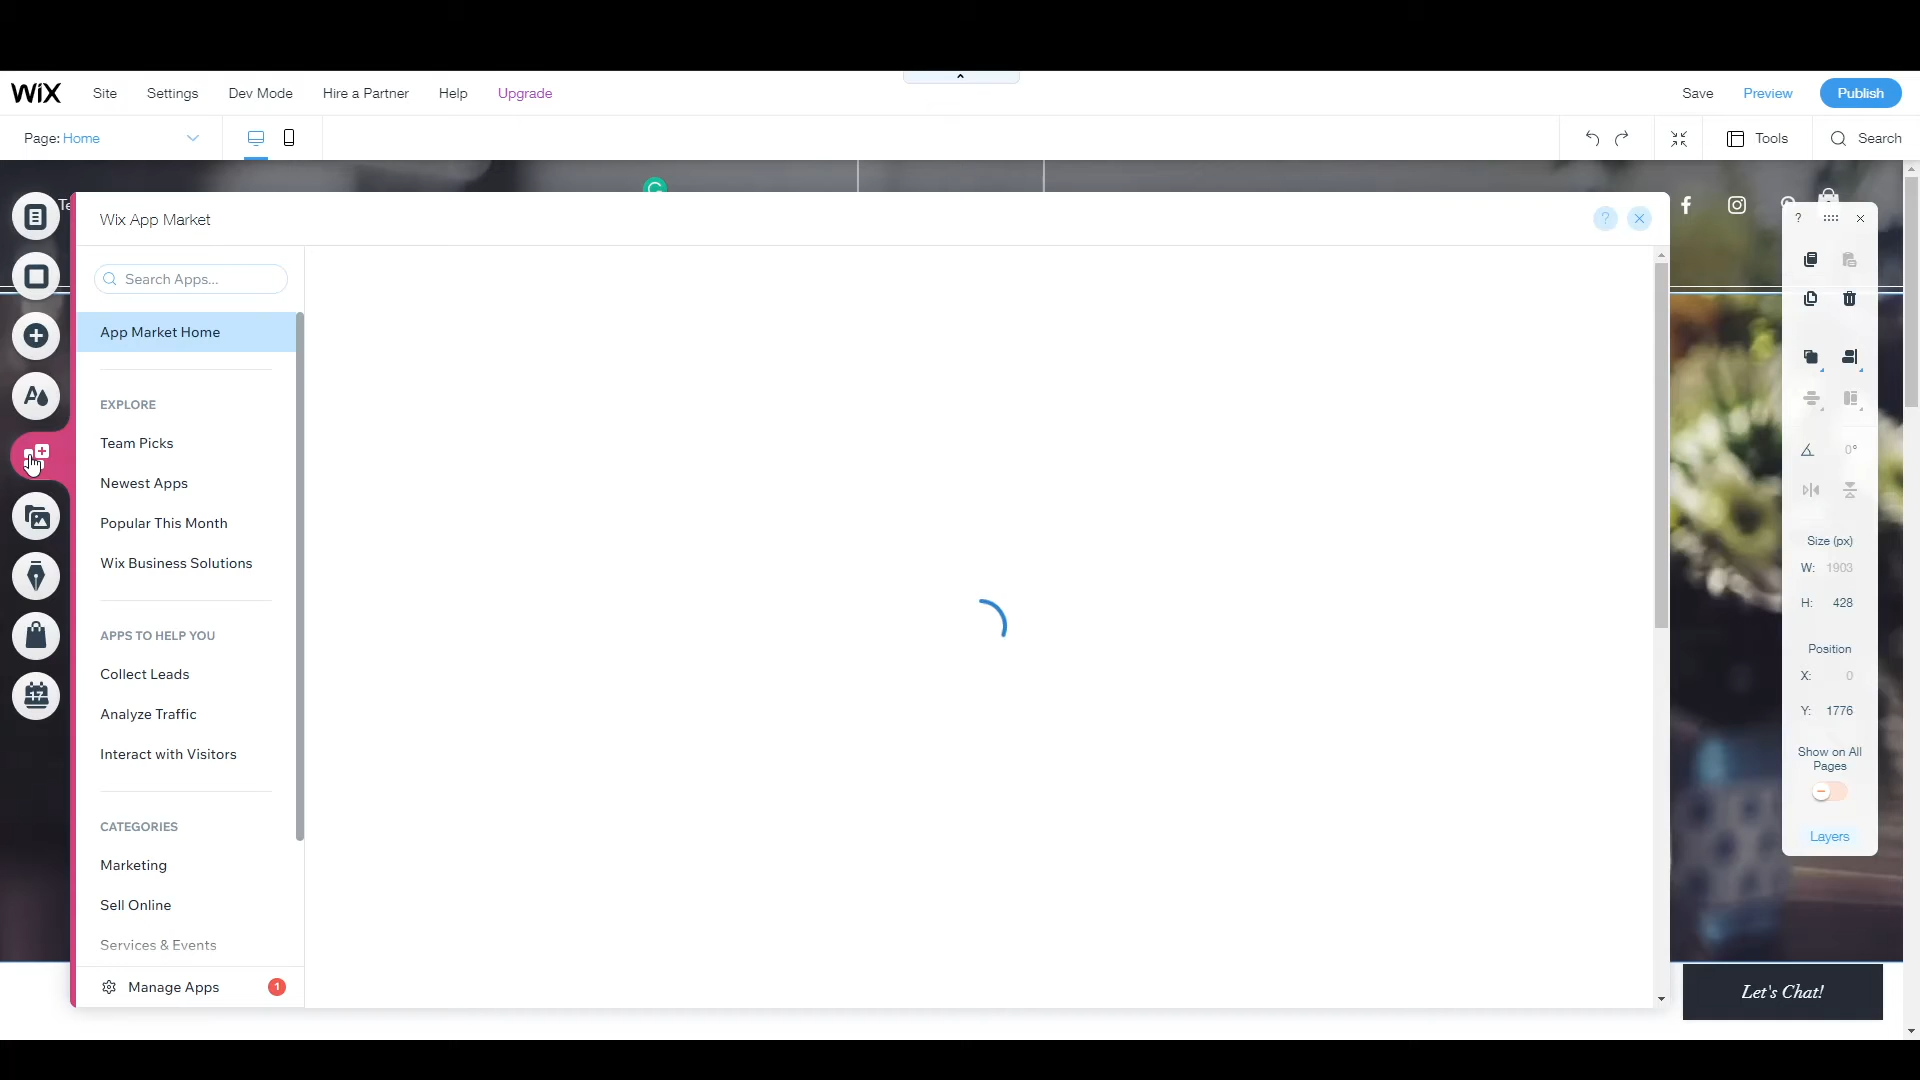 WiX Site Settings Dev Mode Hire a Partner Help Upgrade Save Preview Publish
Page: Home Tools Search
Te
Wix App Market ? ?
Search Apps...
App Market Home
EXPLORE
Team Picks
Newest Apps
Popular This Month
Wix Business Solutions
APPS TO HELP YOU
Collect Leads
Analyze Traffic
Interact with Visitors
CATEGORIES
Marketing
Sell Online
Services & Events
Manage Apps 1
17
0°
Size (px)
W: 1903
H: 428
Position
X: 0
Y: 1776
Show on All
Pages
Layers
Let's Chat!